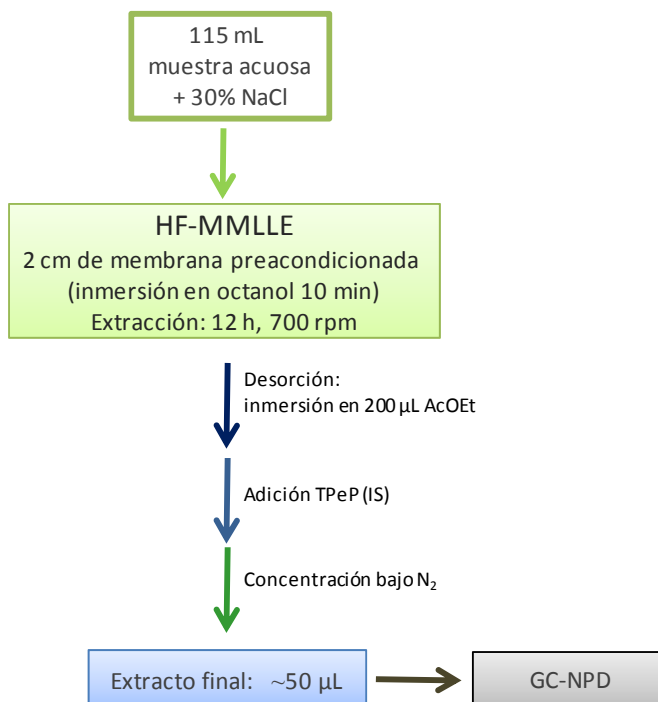 115 mL
muestra acuosa
+ 30% NaCl
HF-MMLLE
2 cm de membrana preacondicionada
(inmersión en octanol 10 min)
Extracción: 12 h, 700 rpm
Desorción:
inmersión en 200 µL AcOEt
Adición TPeP (IS)
Concentración bajo N₂
Extracto final: ~50 µL
GC-NPD